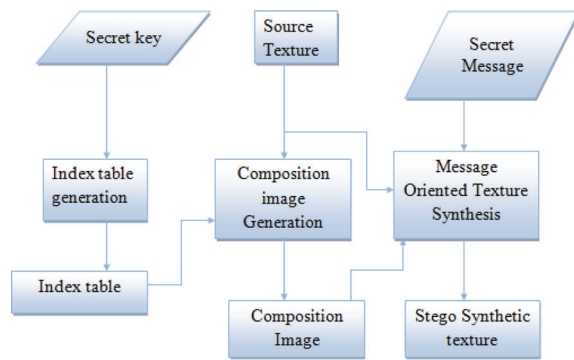 Secret key
Source
Texture
Secret
Message
Index table
generation
Composition
image
Generation
Message
Oriented Texture
Synthesis
Index table
Composition
Image
Stego Synthetic
texture